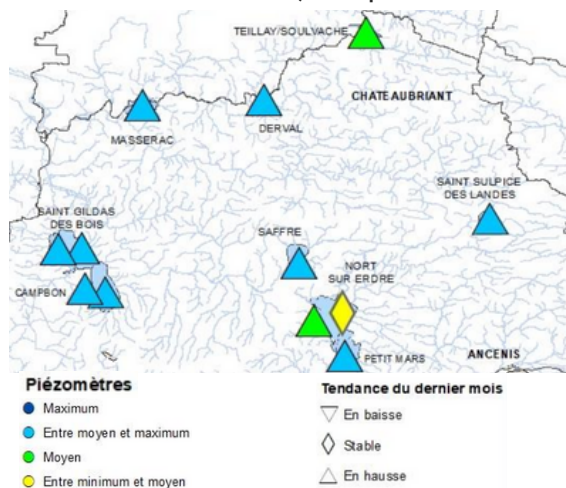 TEILLAY/SOULVACHE
CHATEAUBRIANT
MASSERAC
DERVAL
SAINT SULPICE
DES LANDES
SAINT GILDAS
DES BOIS
SAFFRE
NORT
SUR ERDRE
CAMPBON
PETIT MARS
ANCENIS
Piézomètres
Maximum
Entre moyen et maximum
Moyen
Entre minimum et moyen
Tendance du dernier mois
En baisse
Stable
En hausse